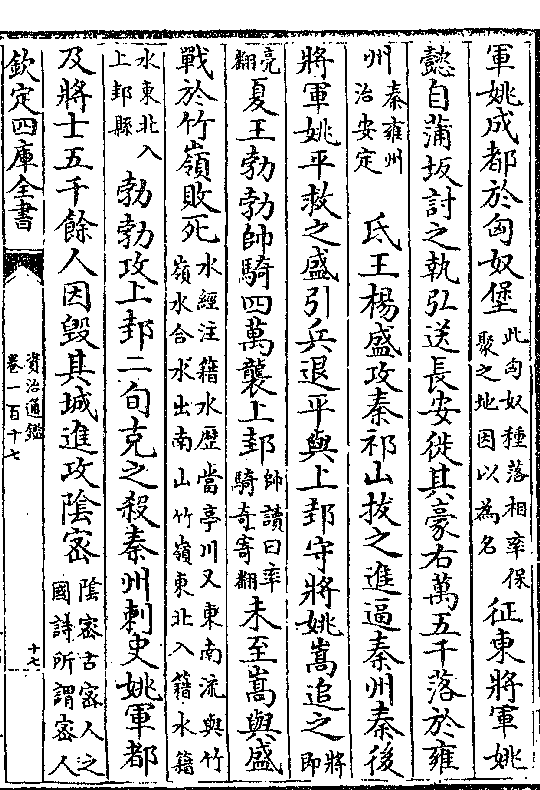 軍姚成都於匈奴堡此匈奴種落相率保聚之地因以為名征東將軍姚
懿自蒲坂討之執弘送長安徙其豪右萬五千落於雍
州秦雍州治安定氐王楊盛攻秦祁山拔之進逼秦州秦後
將軍姚平救之盛引兵退平與上邽守將姚嵩追之將即
亮翻夏王勃勃帥騎四萬襲上邽帥讀曰率騎奇寄翻未至嵩與盛
戰於竹嶺敗死水經注籍水歴當亭川又東南流與竹嶺水合水出南山竹嶺東北入籍水籍
水東北入上邽縣勃勃攻上邽二旬克之殺秦州刺史姚軍都
及將士五千餘人因毀其城進攻陰密陰密古密人之國詩所謂密人
欽定四庫全書
資治通鑑
卷一百十七
十七